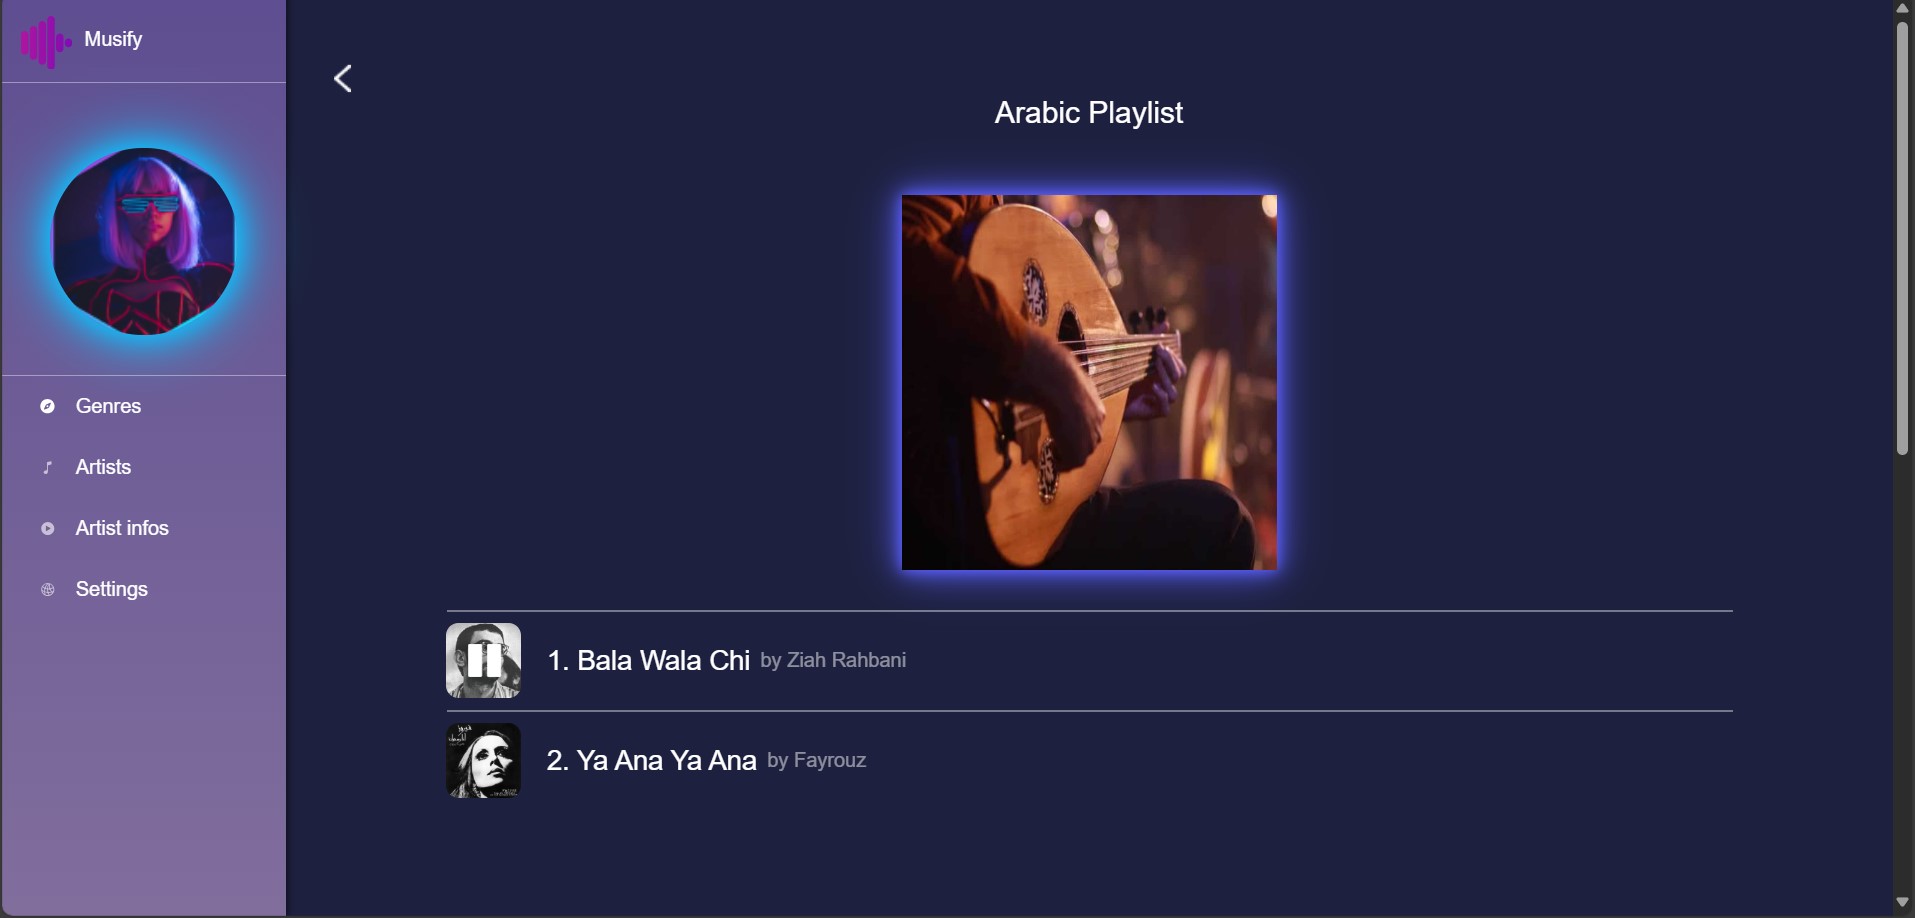 Musify
Arabic Playlist
Genres
Artists
Artist infos
Settings
1. Bala Wala Chi by Ziah Rahbani
2. Ya Ana Ya Ana by Fayrouz